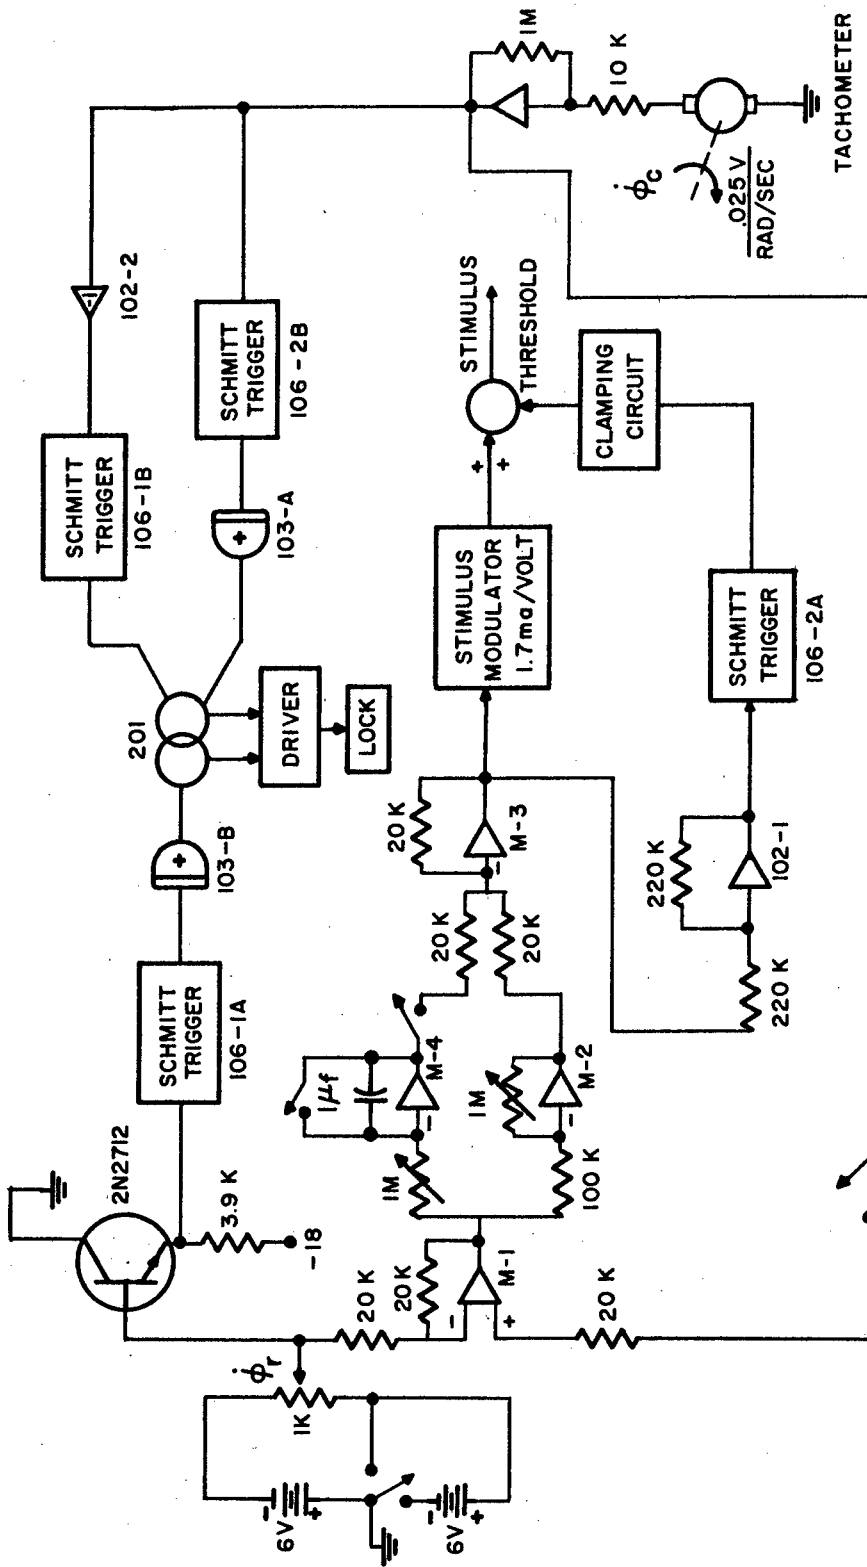 2N2712
3.9 K
-18
SCHMITT
TRIGGER
106-1A
103-B
+
201
DRIVER
LOCK
SCHMITT
TRIGGER
106-1B
-1
102-2
+
103-A
SCHMITT
TRIGGER
106-2B
ϕ̇r
1K
-
6V
+
-
6V
+
20 K
20 K
-
+
M-1
20 K
1M
1μf
-
M-4
1M
100 K
-
M-2
20 K
20 K
20 K
-
M-3
STIMULUS
MODULATOR
1.7 ma/VOLT
+
+
STIMULUS
THRESHOLD
CLAMPING
CIRCUIT
220 K
220 K
102-1
SCHMITT
TRIGGER
106-2A
1M
10 K
ϕ̇c
.025 V
RAD/SEC
TACHOMETER